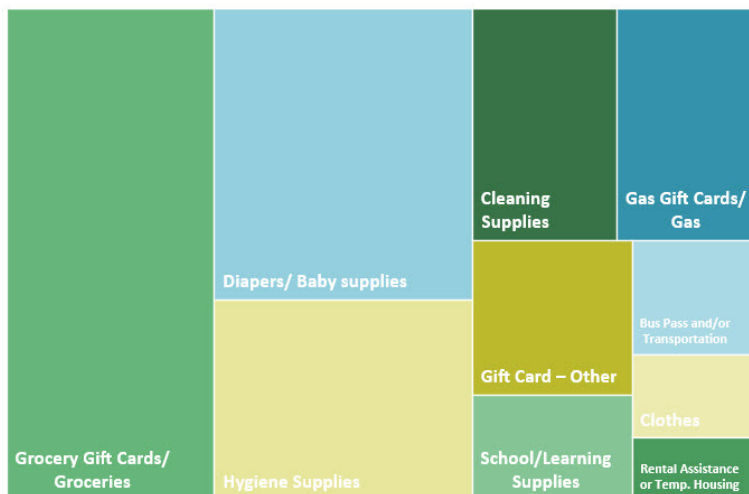 Grocery Gift Cards/
Groceries
Diapers/ Baby supplies
Hygiene Supplies
Cleaning
Supplies
Gas Gift Cards/
Gas
Gift Card – Other
School/Learning
Supplies
Bus Pass and/or
Transportation
Clothes
Rental Assistance
or Temp. Housing